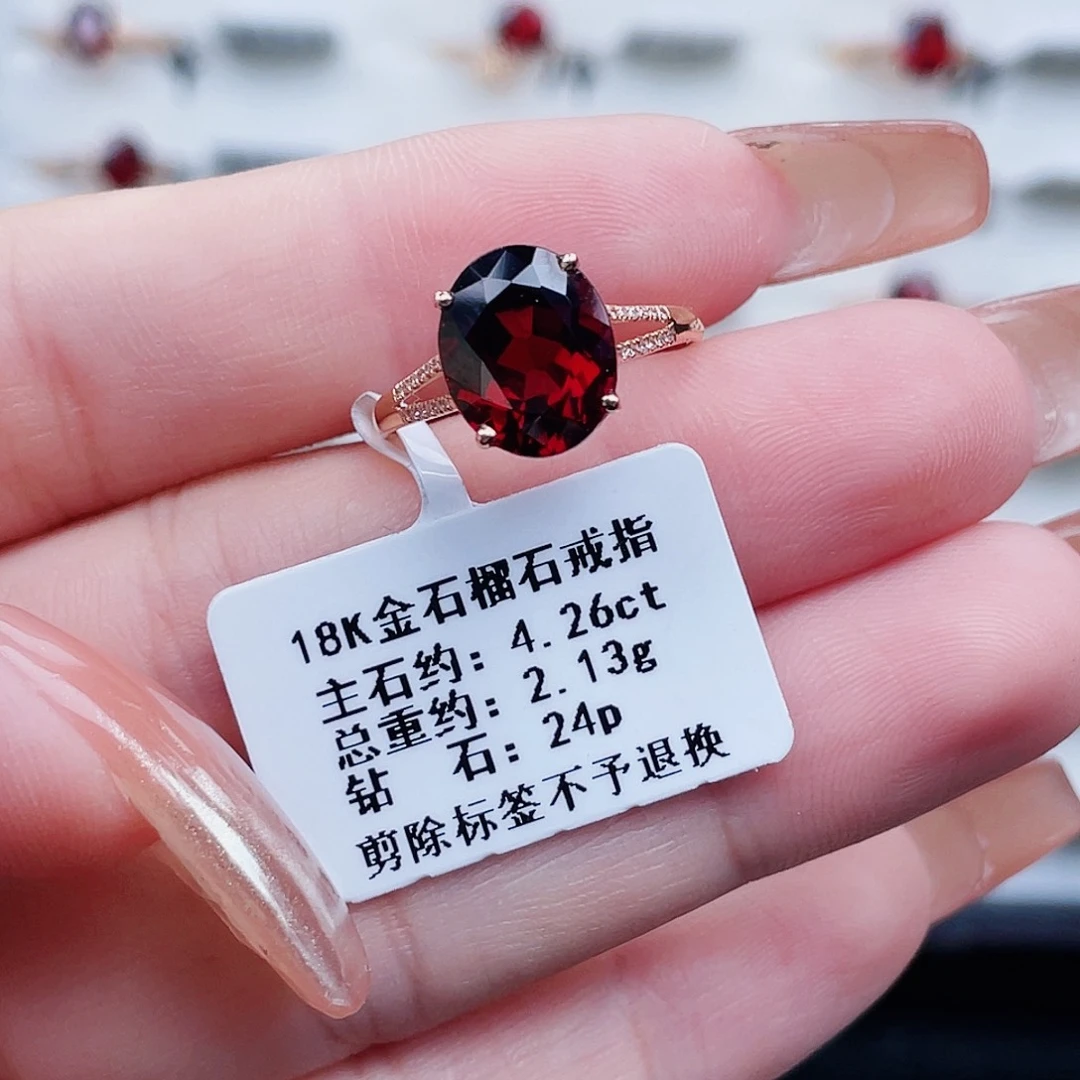 18K金石榴石戒指
主石约: 4.26ct
总重约: 2.13g
钻 石: 24p
剪除标签不予退换